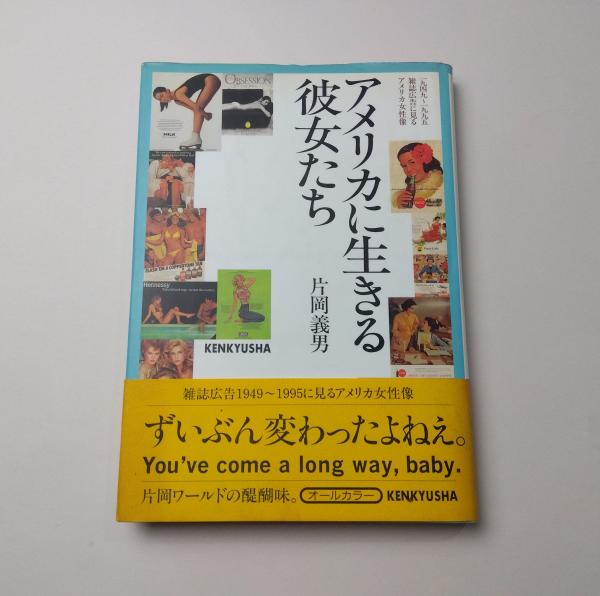 一九四九〜一九九五
雑誌広告に見る
アメリカ女性像
アメリカに生きる
彼女たち
片岡義男
OBSESSION
MILK
FLASH 'EM A COPPERTONE TAN
Hennessy
KENKYUSHA
雑誌広告1949〜1995に見るアメリカ女性像
ずいぶん変わったよねえ。
You've come a long way, baby.
片岡ワールドの醍醐味。
オールカラー
KENKYUSHA